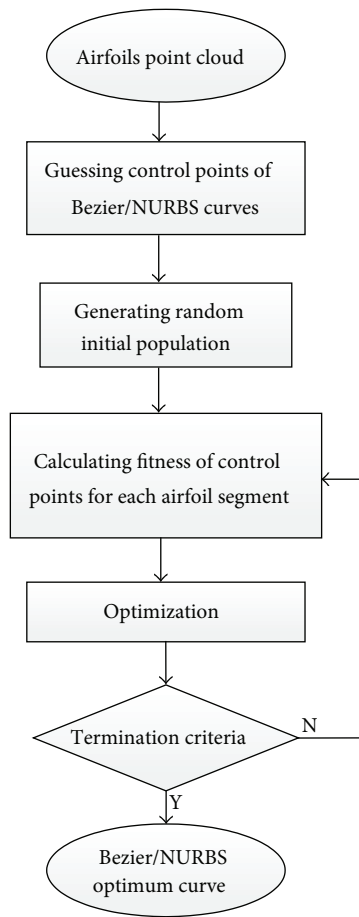 Airfoils point cloud
Guessing control points of
Bezier/NURBS curves
Generating random
initial population
Calculating fitness of control
points for each airfoil segment
Optimization
Termination criteria
N
Y
Bezier/NURBS
optimum curve